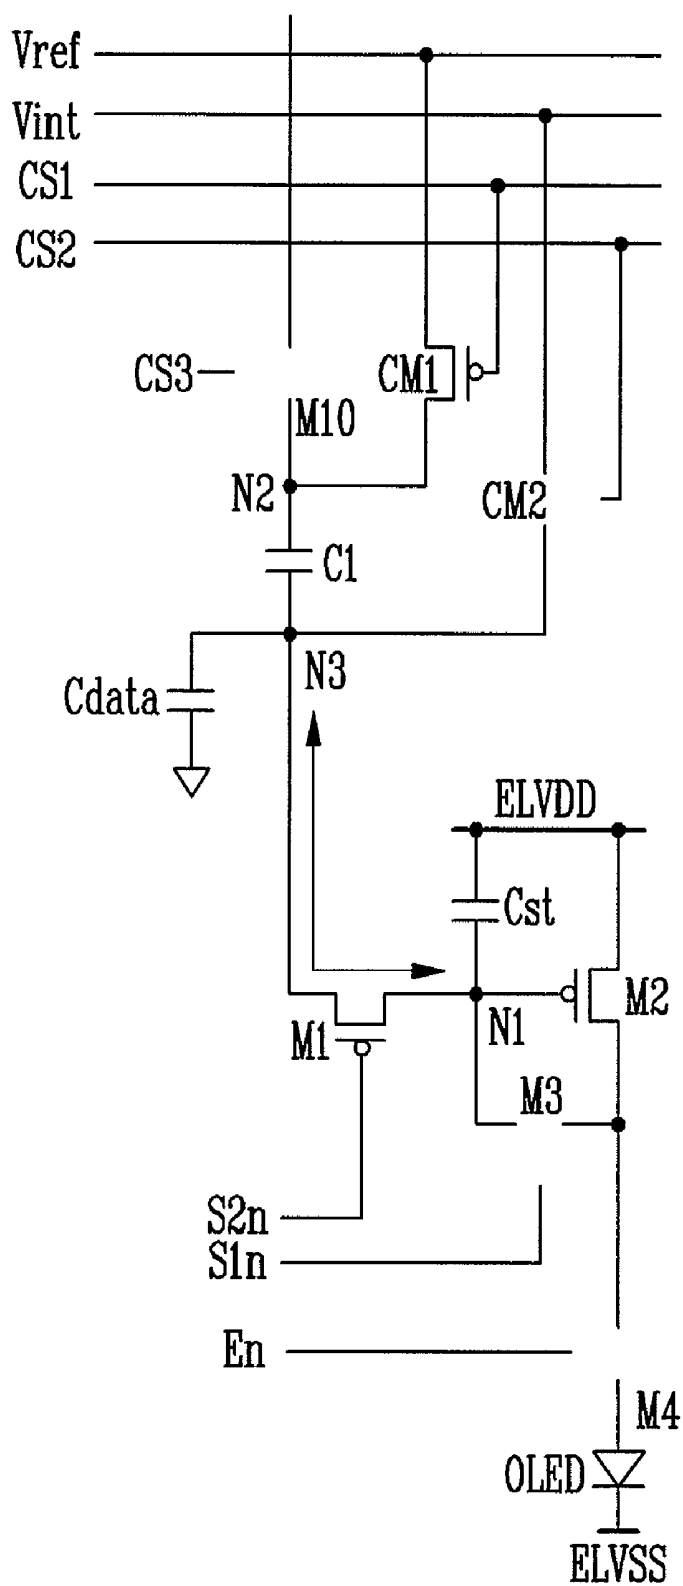 Vref
Vint
CS1
CS2
CS3
CM1
M10
N2
CM2
C1
N3
Cdata
ELVDD
Cst
M2
N1
M1
M3
S2n
S1n
En
M4
OLED
ELVSS